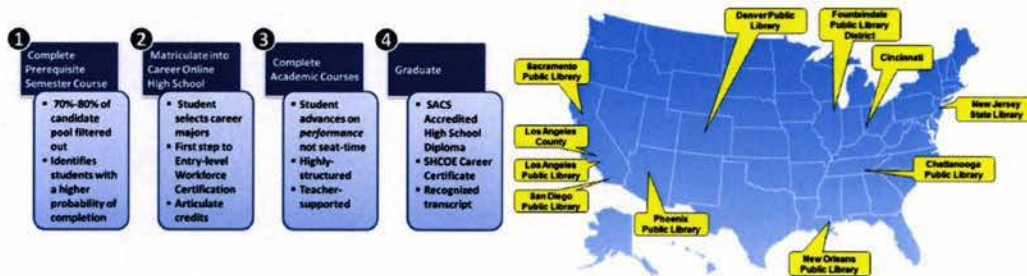 1
Complete
Prerequisite
Semester Course
70%-80% of
candidate
pool filtered
out
Identifies
students with
a higher
probability of
completion
2
Matriculate into
Career Online
High School
Student
selects career
majors
First step to
Entry-level
Workforce
Certification
Articulate
credits
3
Complete
Academic Courses
Student
advances on
performance
not seat-time
Highly-
structured
Teacher-
supported
4
Graduate
SACS
Accredited
High School
Diploma
SHCOE Career
Certificate
Recognized
transcript
Denver Public
Library
Fountaindale
Public Library
District
Cincinnati
Sacramento
Public Library
New Jersey
State Library
Los Angeles
County
Los Angeles
Public Library
San Diego
Public Library
Chattanooga
Public Library
Phoenix
Public Library
New Orleans
Public Library